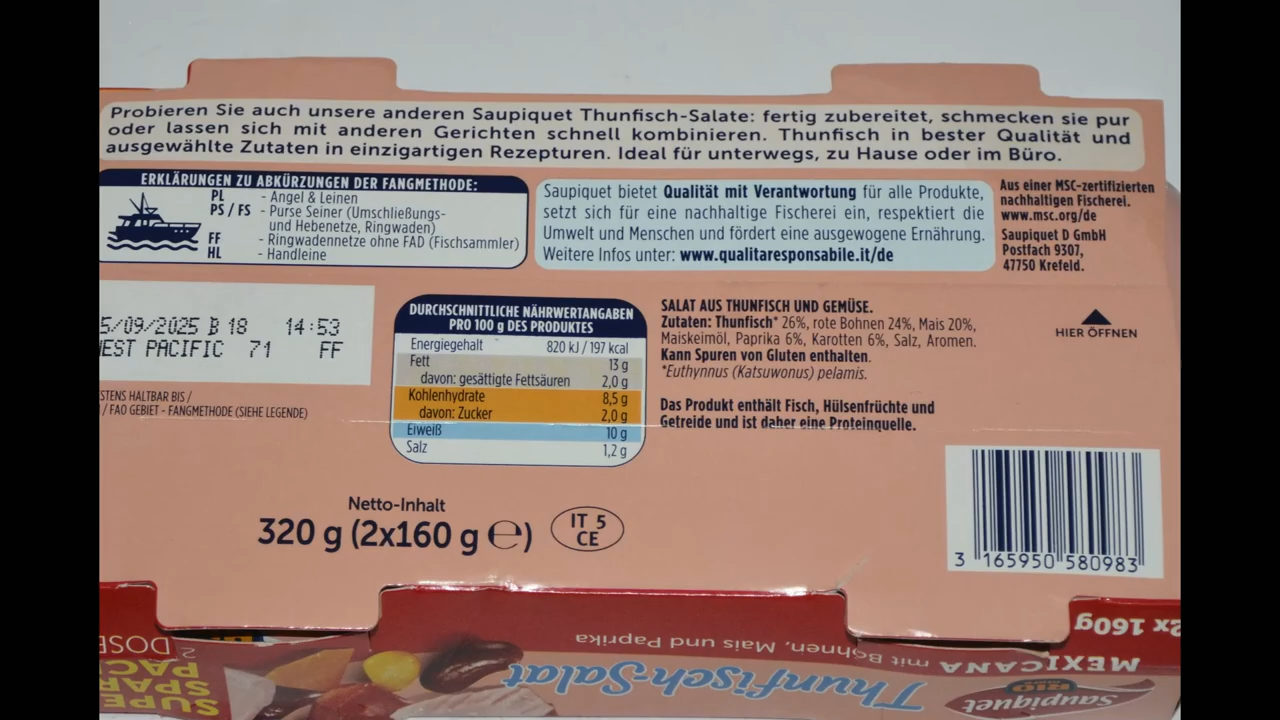 Probieren Sie auch unsere anderen Saupiquet Thunfisch-Salate: fertig zubereitet, schmecken sie pur
oder lassen sich mit anderen Gerichten schnell kombinieren. Thunfisch in bester Qualität und
ausgewählte Zutaten in einzigartigen Rezepturen. Ideal für unterwegs, zu Hause oder im Büro.
ERKLÄRUNGEN ZU ABKÜRZUNGEN DER FANGMETHODE:
PL - Angel & Leinen
PS / FS - Purse Seiner (Umschließungs-
und Hebenetze, Ringwaden)
FF - Ringwadennetze ohne FAD (Fischsammler)
HL - Handleine
Saupiquet bietet Qualität mit Verantwortung für alle Produkte,
setzt sich für eine nachhaltige Fischerei ein, respektiert die
Umwelt und Menschen und fördert eine ausgewogene Ernährung.
Weitere Infos unter: www.qualitaresponsabile.it/de
Aus einer MSC-zertifizierten
nachhaltigen Fischerei.
www.msc.org/de
Saupiquet D GmbH
Postfach 9307,
47750 Krefeld.
5/09/2025 B 18 14:53
EST PACIFIC 71 FF
STENS HALTBAR BIS /
/ FAO GEBIET - FANGMETHODE (SIEHE LEGENDE)
DURCHSCHNITTLICHE NÄHRWERTANGABEN
PRO 100 g DES PRODUKTES
Energiegehalt 820 kJ / 197 kcal
Fett 13 g
davon: gesättigte Fettsäuren 2,0 g
Kohlenhydrate 8,5 g
davon: Zucker 2,0 g
Eiweiß 10 g
Salz 1,2 g
SALAT AUS THUNFISCH UND GEMÜSE.
Zutaten: Thunfisch* 26%, rote Bohnen 24%, Mais 20%,
Maiskeimöl, Paprika 6%, Karotten 6%, Salz, Aromen.
Kann Spuren von Gluten enthalten.
*Euthynnus (Katsuwonus) pelamis.
Das Produkt enthält Fisch, Hülsenfrüchte und
Getreide und ist daher eine Proteinquelle.
HIER ÖFFNEN
Netto-Inhalt
320 g (2x160 g ℮)
IT 5
CE
3 165950 580983
2x 160g
MEXICANA mit Bohnen, Mais und Paprika
Saupiquet
RIO
Thunfisch-Salat
2 DOSE
SUPE
SPAR
PAC